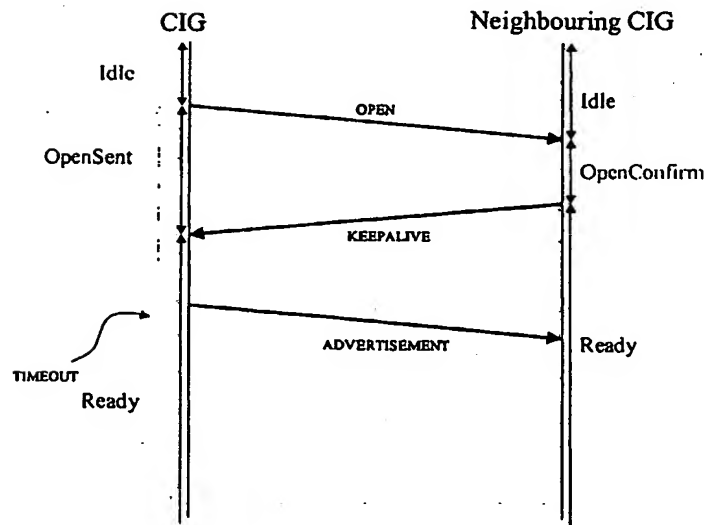 CIG
Neighbouring CIG
Idle
OPEN
Idle
OpenSent
OpenConfirm
KEEPALIVE
ADVERTISEMENT
Ready
TIMEOUT
Ready